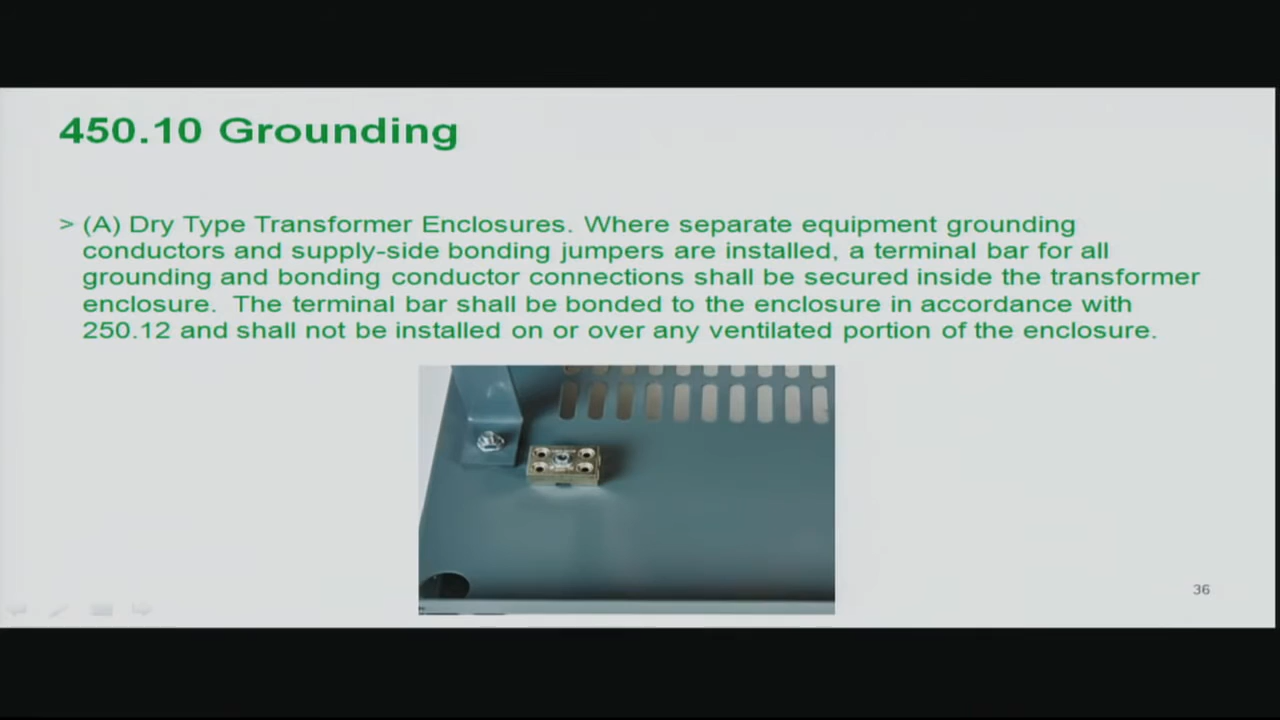 450.10 Grounding
> (A) Dry Type Transformer Enclosures. Where separate equipment grounding
conductors and supply-side bonding jumpers are installed, a terminal bar for all
grounding and bonding conductor connections shall be secured inside the transformer
enclosure. The terminal bar shall be bonded to the enclosure in accordance with
250.12 and shall not be installed on or over any ventilated portion of the enclosure.
36